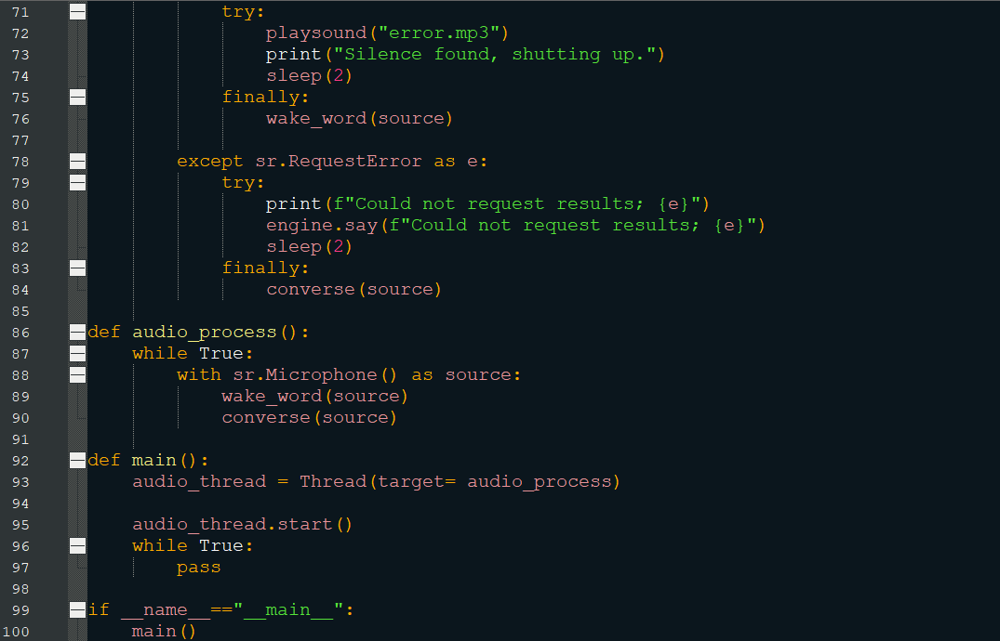 71 try:
72 playsound("error.mp3")
73 print("Silence found, shutting up.")
74 sleep(2)
75 finally:
76 wake_word(source)
77
78 except sr.RequestError as e:
79 try:
80 print(f"Could not request results; {e}")
81 engine.say(f"Could not request results; {e}")
82 sleep(2)
83 finally:
84 converse(source)
85
86 def audio_process():
87 while True:
88 with sr.Microphone() as source:
89 wake_word(source)
90 converse(source)
91
92 def main():
93 audio_thread = Thread(target= audio_process)
94
95 audio_thread.start()
96 while True:
97 pass
98
99 if __name__=="__main__":
100 main()